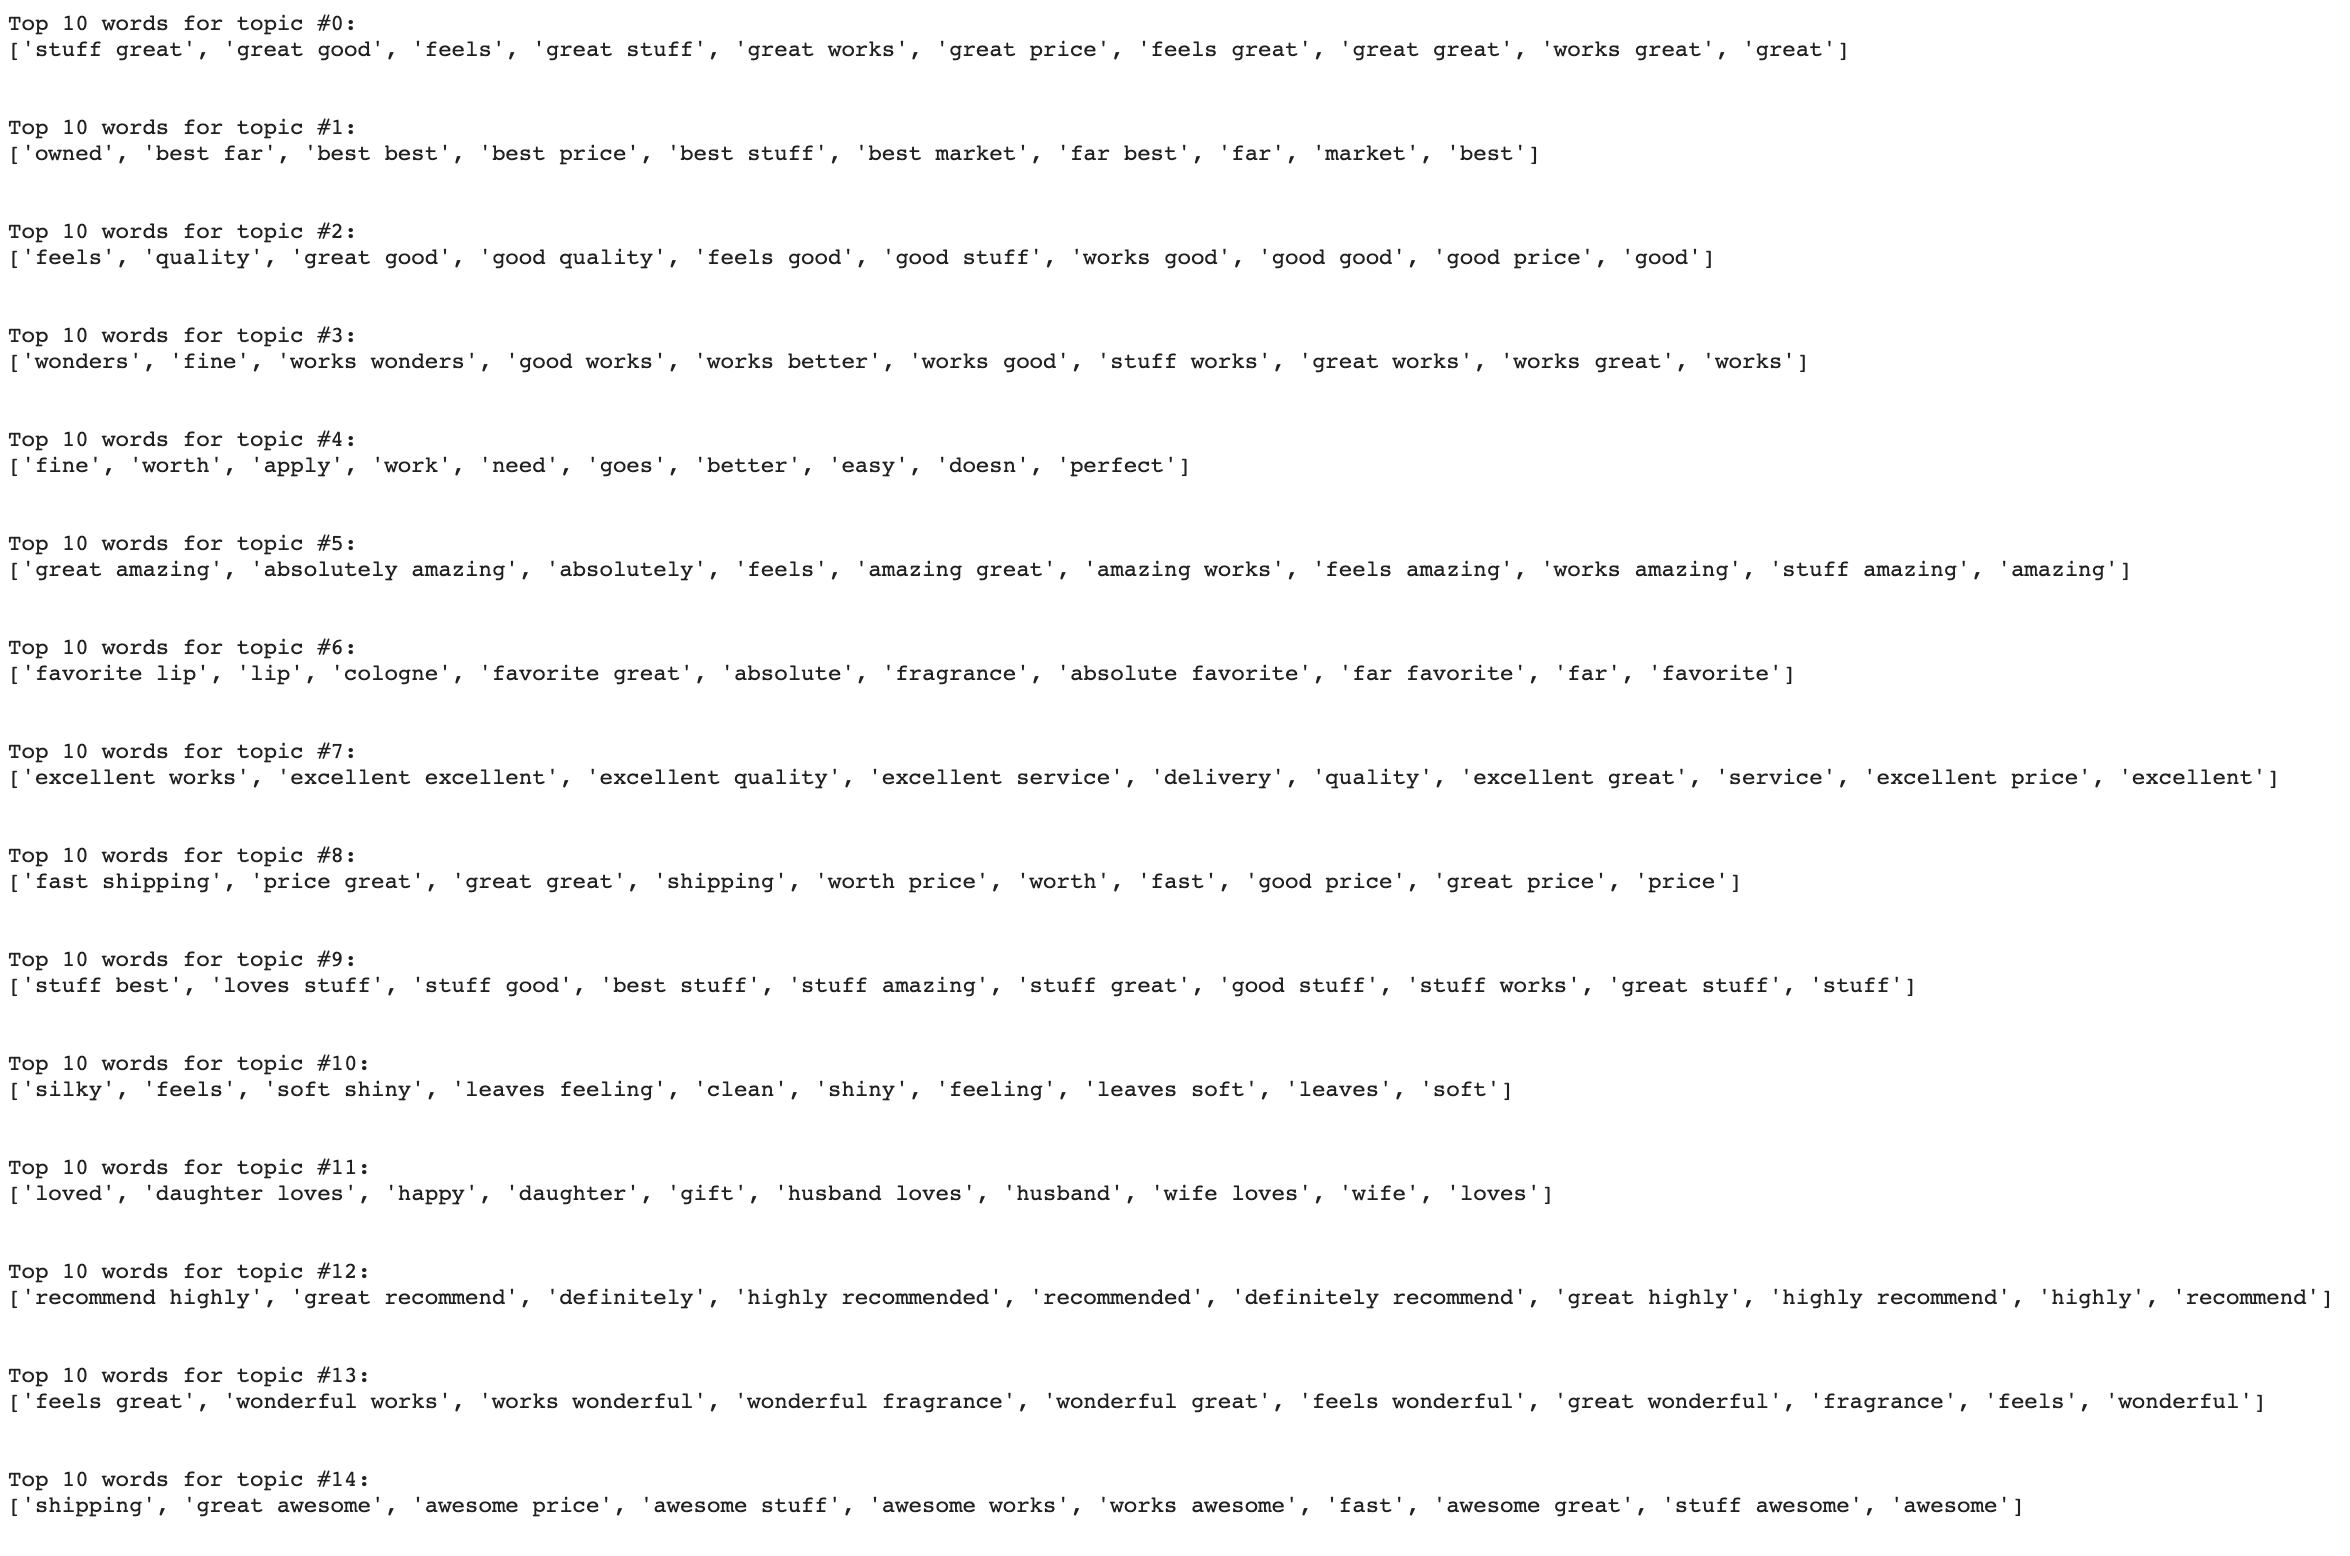 Top 10 words for topic #0:
['stuff great', 'great good', 'feels', 'great stuff', 'great works', 'great price', 'feels great', 'great great', 'works great', 'great']
Top 10 words for topic #1:
['owned', 'best far', 'best best', 'best price', 'best stuff', 'best market', 'far best', 'far', 'market', 'best']
Top 10 words for topic #2:
['feels', 'quality', 'great good', 'good quality', 'feels good', 'good stuff', 'works good', 'good good', 'good price', 'good']
Top 10 words for topic #3:
['wonders', 'fine', 'works wonders', 'good works', 'works better', 'works good', 'stuff works', 'great works', 'works great', 'works']
Top 10 words for topic #4:
['fine', 'worth', 'apply', 'work', 'need', 'goes', 'better', 'easy', 'doesn', 'perfect']
Top 10 words for topic #5:
['great amazing', 'absolutely amazing', 'absolutely', 'feels', 'amazing great', 'amazing works', 'feels amazing', 'works amazing', 'stuff amazing', 'amazing']
Top 10 words for topic #6:
['favorite lip', 'lip', 'cologne', 'favorite great', 'absolute', 'fragrance', 'absolute favorite', 'far favorite', 'far', 'favorite']
Top 10 words for topic #7:
['excellent works', 'excellent excellent', 'excellent quality', 'excellent service', 'delivery', 'quality', 'excellent great', 'service', 'excellent price', 'excellent']
Top 10 words for topic #8:
['fast shipping', 'price great', 'great great', 'shipping', 'worth price', 'worth', 'fast', 'good price', 'great price', 'price']
Top 10 words for topic #9:
['stuff best', 'loves stuff', 'stuff good', 'best stuff', 'stuff amazing', 'stuff great', 'good stuff', 'stuff works', 'great stuff', 'stuff']
Top 10 words for topic #10:
['silky', 'feels', 'soft shiny', 'leaves feeling', 'clean', 'shiny', 'feeling', 'leaves soft', 'leaves', 'soft']
Top 10 words for topic #11:
['loved', 'daughter loves', 'happy', 'daughter', 'gift', 'husband loves', 'husband', 'wife loves', 'wife', 'loves']
Top 10 words for topic #12:
['recommend highly', 'great recommend', 'definitely', 'highly recommended', 'recommended', 'definitely recommend', 'great highly', 'highly recommend', 'highly', 'recommend']
Top 10 words for topic #13:
['feels great', 'wonderful works', 'works wonderful', 'wonderful fragrance', 'wonderful great', 'feels wonderful', 'great wonderful', 'fragrance', 'feels', 'wonderful']
Top 10 words for topic #14:
['shipping', 'great awesome', 'awesome price', 'awesome stuff', 'awesome works', 'works awesome', 'fast', 'awesome great', 'stuff awesome', 'awesome']